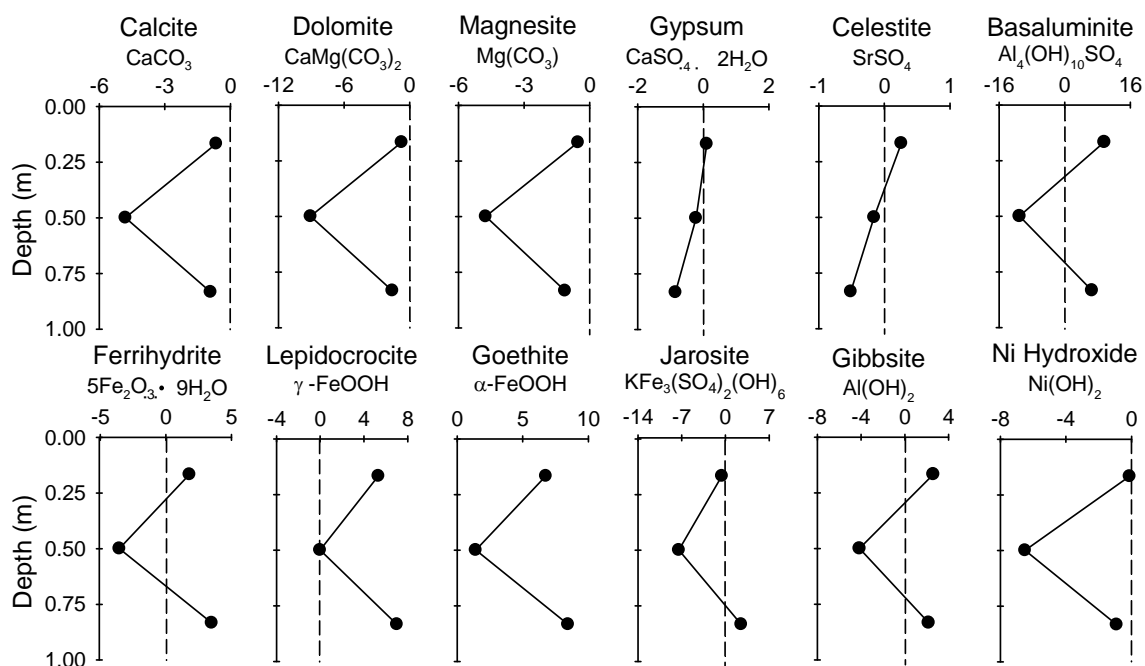 Calcite Dolomite Magnesite Gypsum Celestite Basaluminite
CaCO₃ CaMg(CO₃)₂ Mg(CO₃) CaSO.₄. 2H₂O SrSO₄ Al₄(OH)₁₀SO₄
-6 -3 0 -12 -6 0 -6 -3 0 -2 0 2 -1 0 1 -16 0 16
0.00
0.25
0.50
0.75
1.00
Depth (m)
Ferrihydrite Lepidocrocite Goethite Jarosite Gibbsite Ni Hydroxide
5Fe₂O.₃.• 9H₂O γ -FeOOH α-FeOOH KFe₃(SO₄)₂(OH)₆ Al(OH)₂ Ni(OH)₂
-5 0 5 -4 0 4 8 0 5 10 -14 -7 0 7 -8 -4 0 4 -8 -4 0
0.00
0.25
0.50
0.75
1.00
Depth (m)